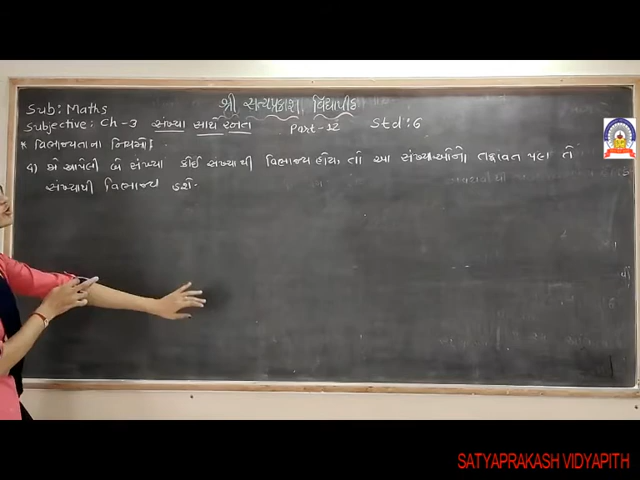 શ્રી સત્યપ્રકાશ વિદ્યાપીઠ
Sub: Maths
Subjective: Ch-3 સંખ્યા સાથે રમત Part-12 Std: 6
* વિભાજ્યતાના નિયમો:
4) જો આપેલી બે સંખ્યા કોઈ સંખ્યાથી વિભાજ્ય હોય, તો આ સંખ્યાઓનો તફાવત પણ તે
સંખ્યાથી વિભાજ્ય હશે.
SATYAPRAKASH VIDYAPITH